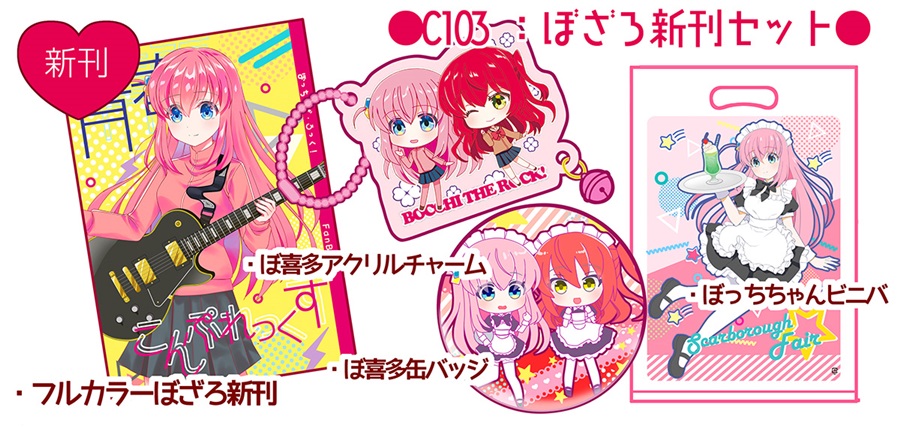 ●C103：ぼざろ新刊セット●
新刊
青春
こんぷれっくす
FanB
・フルカラーぼざろ新刊
BOCCHI THE ROCK!
・ぼ喜多アクリルチャーム
・ぼ喜多缶バッジ
・ぼっちちゃんビニバ
Scarborough
Fair